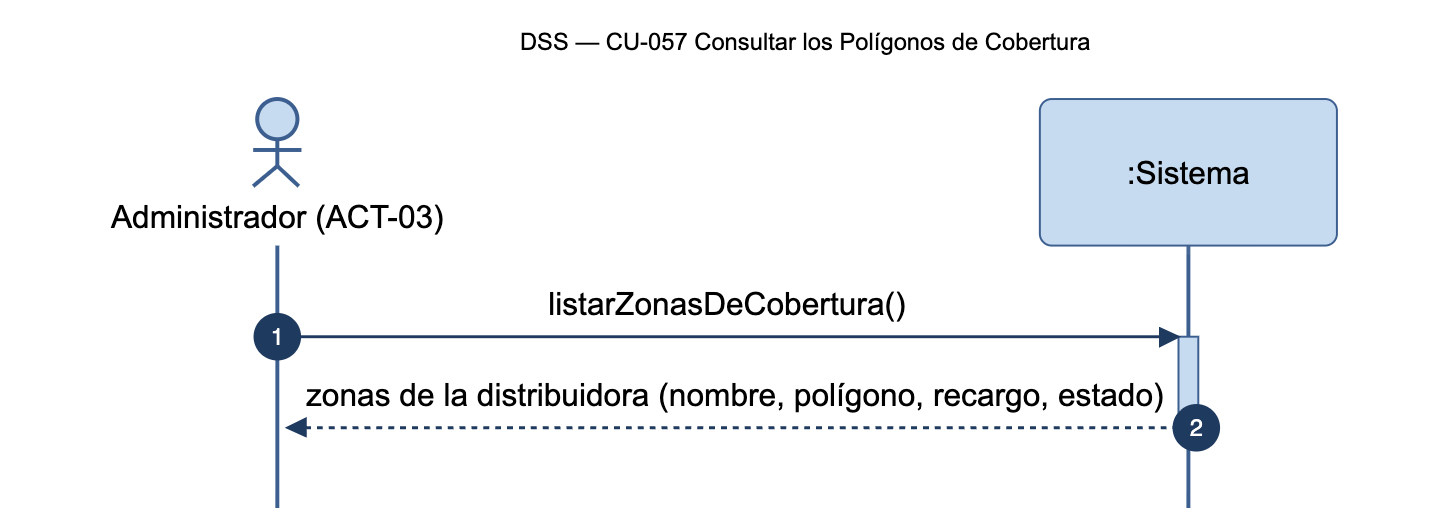 DSS — CU-057 Consultar los Polígonos de Cobertura
:Sistema
Administrador (ACT-03)
listarZonasDeCobertura()
1
zonas de la distribuidora (nombre, polígono, recargo, estado)
2